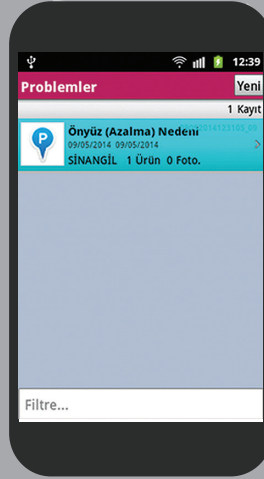 12:39
Problemler
Yeni
1 Kayıt
P
Önyüz (Azalma) Nedeni
09/05/2014 09/05/2014
SİNANGİL 1 Ürün 0 Foto.
Filtre...